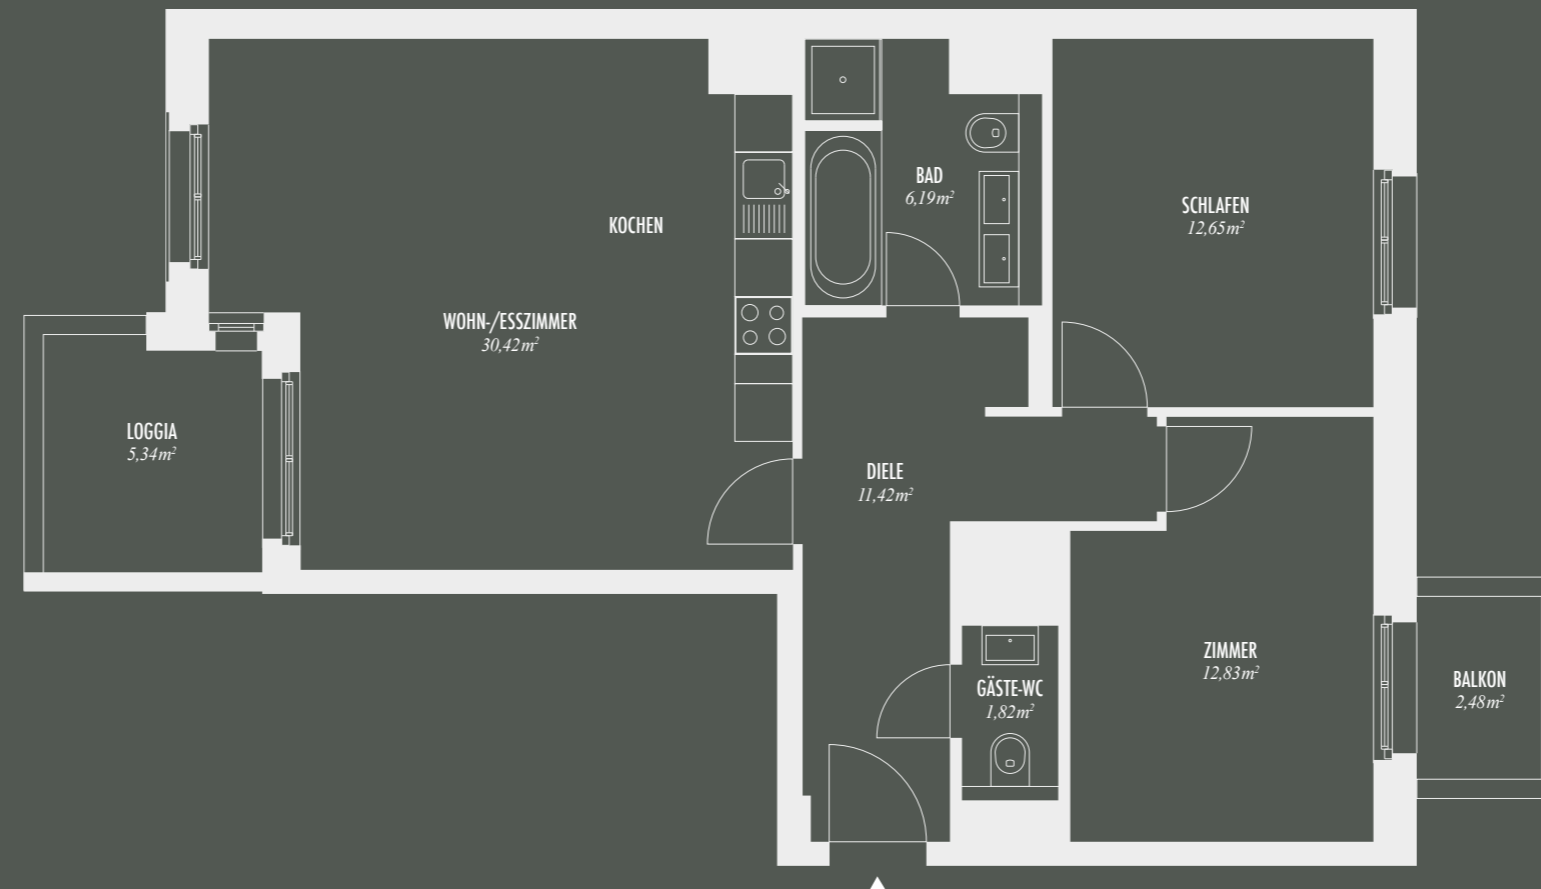 KOCHEN
WOHN-/ESSZIMMER
30,42m²
LOGGIA
5,34m²
BAD
6,19m²
SCHLAFEN
12,65m²
DIELE
11,42m²
ZIMMER
12,83m²
GÄSTE-WC
1,82m²
BALKON
2,48m²